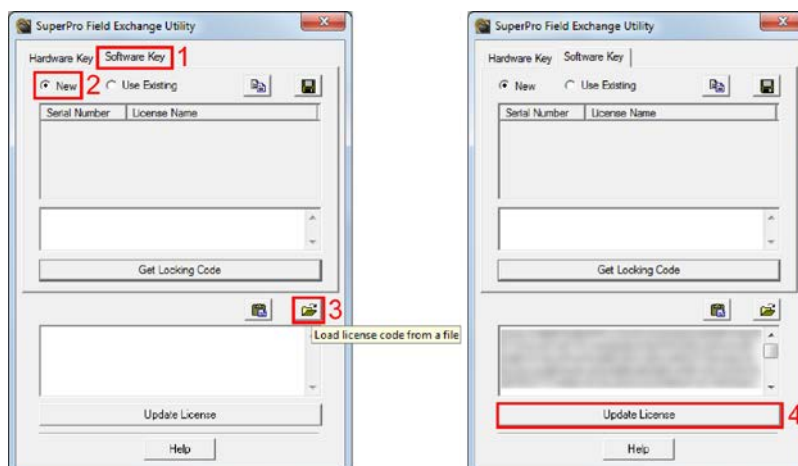 SuperPro Field Exchange Utility
Hardware Key Software Key 1
New 2 Use Existing
Serial Number License Name
Get Locking Code
3
Load license code from a file
Update License
Help
SuperPro Field Exchange Utility
Hardware Key Software Key
New Use Existing
Serial Number License Name
Get Locking Code
Update License 4
Help